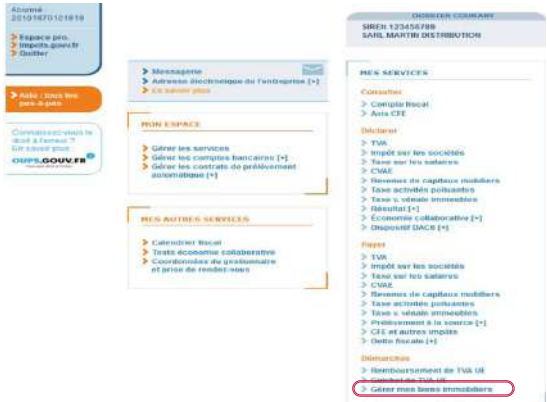 Abonné
20101670101819
Espace pro.
impots.gouv.fr
Quitter
Aide : tous les
pas-à-pas
Connaissez-vous le
droit à l'erreur ?
En savoir plus
OUPS.GOUV.FR
Messagerie
Adresse électronique de l'entreprise [+]
En savoir plus
MON ESPACE
Gérer les services
Gérer les comptes bancaires [+]
Gérer les contrats de prélèvement
automatique [+]
MES AUTRES SERVICES
Calendrier fiscal
Tests économie collaborative
Coordonnées du gestionnaire
et prise de rendez-vous
DOSSIER COURANT
SIREN 123456789
SARL MARTIN DISTRIBUTION
MES SERVICES
Consulter
Compte fiscal
Avis CFE
Déclarer
TVA
Impôt sur les sociétés
Taxe sur les salaires
CVAE
Revenus de capitaux mobiliers
Taxe activités polluantes
Taxe v. vénale immeubles
Résultat [+]
Économie collaborative [+]
Dispositif DAC6 [+]
Payer
TVA
Impôt sur les sociétés
Taxe sur les salaires
CVAE
Revenus de capitaux mobiliers
Taxe activités polluantes
Taxe v. vénale immeubles
Prélèvement à la source [+]
CFE et autres impôts
Dette fiscale [+]
Démarches
Remboursement de TVA UE
Guichet de TVA UE
Gérer mes biens immobiliers